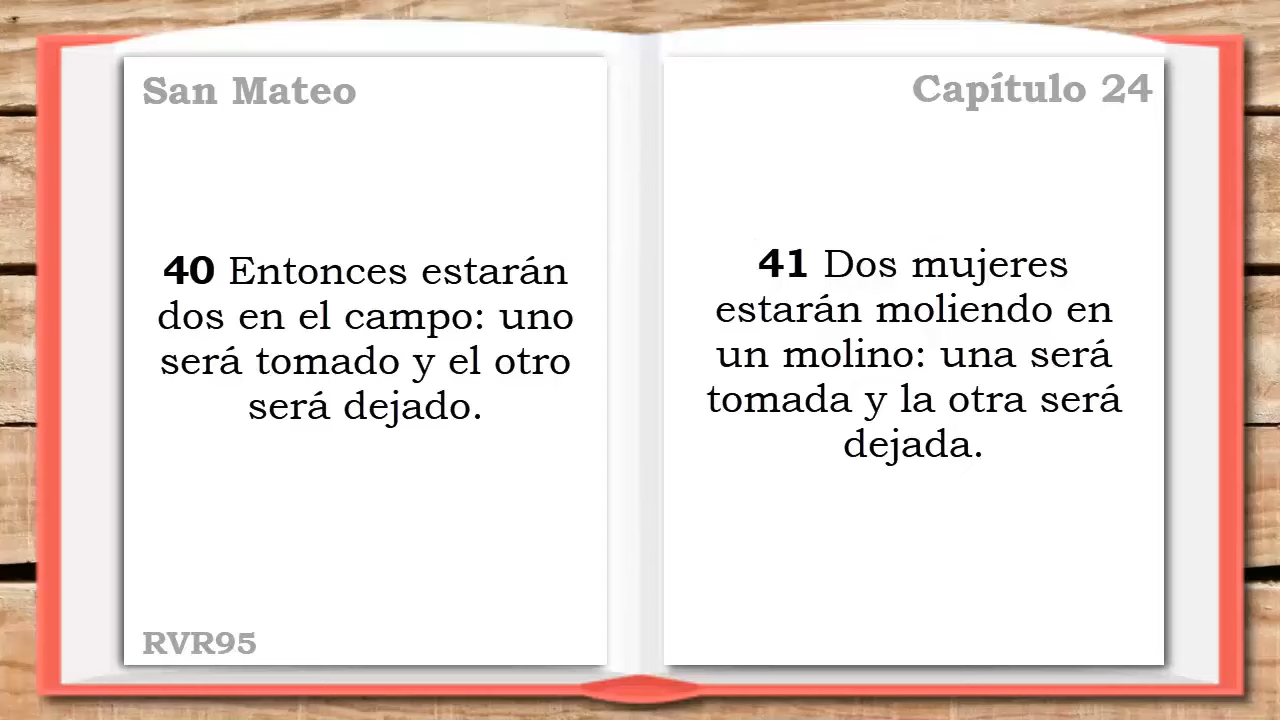 San Mateo
40 Entonces estarán
dos en el campo: uno
será tomado y el otro
será dejado.
RVR95
Capítulo 24
41 Dos mujeres
estarán moliendo en
un molino: una será
tomada y la otra será
dejada.